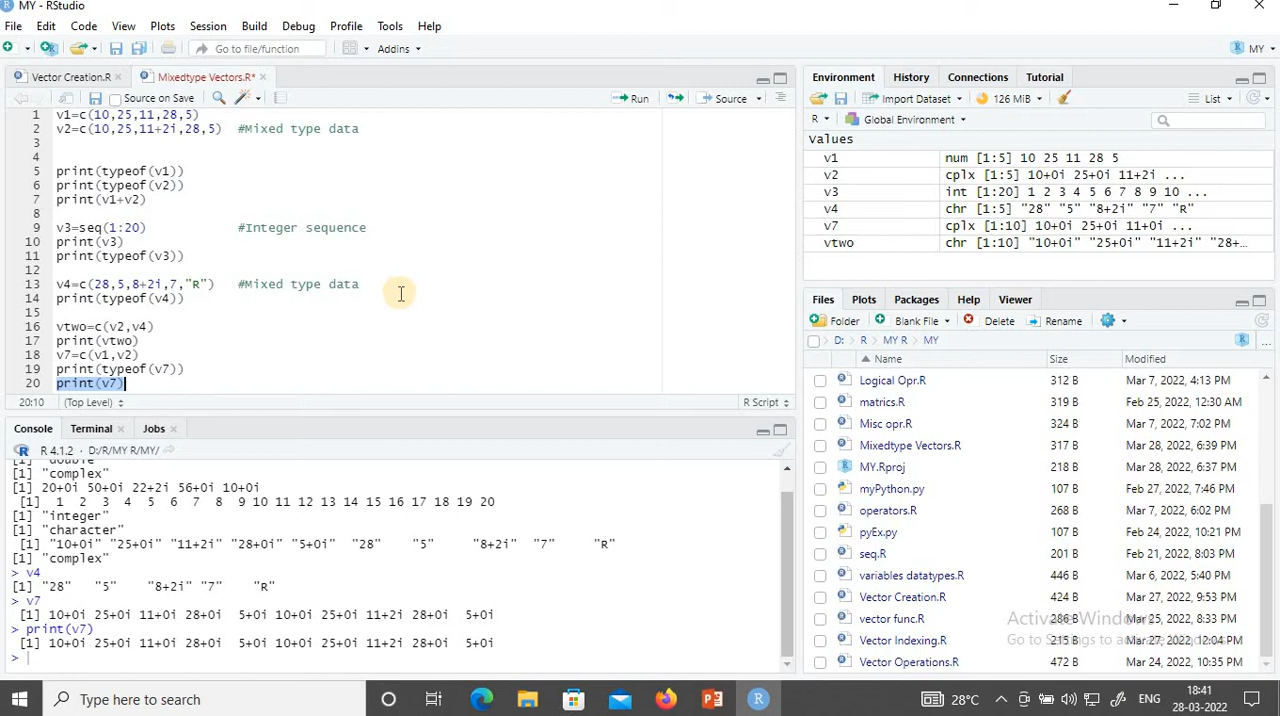 MY - RStudio
File Edit Code View Plots Session Build Debug Profile Tools Help
Go to file/function Addins MY
Vector Creation.R Mixedtype Vectors.R*
Source on Save Run Source
1 v1=c(10,25,11,28,5)
2 v2=c(10,25,11+2i,28,5) #Mixed type data
3
4
5 print(typeof(v1))
6 print(typeof(v2))
7 print(v1+v2)
8
9 v3=seq(1:20) #Integer sequence
10 print(v3)
11 print(typeof(v3))
12
13 v4=c(28,5,8+2i,7,"R") #Mixed type data
14 print(typeof(v4))
15
16 vtwo=c(v2,v4)
17 print(vtwo)
18 v7=c(v1,v2)
19 print(typeof(v7))
20 print(v7)
20:10 (Top Level) R Script
Console Terminal Jobs
R 4.1.2 . D:/R/MY R/MY/
[1] "double"
[1] "complex"
[1] 20+0i 50+0i 22+2i 56+0i 10+0i
[1] 1 2 3 4 5 6 7 8 9 10 11 12 13 14 15 16 17 18 19 20
[1] "integer"
[1] "character"
[1] "10+0i" "25+0i" "11+2i" "28+0i" "5+0i" "28" "5" "8+2i" "7" "R"
[1] "complex"
> v4
[1] "28" "5" "8+2i" "7" "R"
> v7
[1] 10+0i 25+0i 11+0i 28+0i 5+0i 10+0i 25+0i 11+2i 28+0i 5+0i
> print(v7)
[1] 10+0i 25+0i 11+0i 28+0i 5+0i 10+0i 25+0i 11+2i 28+0i 5+0i
>
Environment History Connections Tutorial
Import Dataset 126 MiB List
R Global Environment
Values
v1 num [1:5] 10 25 11 28 5
v2 cplx [1:5] 10+0i 25+0i 11+2i ...
v3 int [1:20] 1 2 3 4 5 6 7 8 9 10 ...
v4 chr [1:5] "28" "5" "8+2i" "7" "R"
v7 cplx [1:10] 10+0i 25+0i 11+0i ...
vtwo chr [1:10] "10+0i" "25+0i" "11+2i" "28+...
Files Plots Packages Help Viewer
Folder Blank File Delete Rename
D: R MY R MY ...
Name Size Modified
Logical Opr.R 312 B Mar 7, 2022, 4:13 PM
matrics.R 319 B Feb 25, 2022, 12:30 AM
Misc opr.R 324 B Mar 7, 2022, 7:02 PM
Mixedtype Vectors.R 317 B Mar 28, 2022, 6:39 PM
MY.Rproj 218 B Mar 28, 2022, 6:37 PM
myPython.py 107 B Feb 27, 2022, 7:46 PM
operators.R 268 B Mar 7, 2022, 6:02 PM
pyEx.py 107 B Feb 22, 2022, 10:21 PM
seq.R 201 B Feb 21, 2022, 8:03 PM
variables datatypes.R 446 B Mar 6, 2022, 5:40 PM
Vector Creation.R 424 B Mar 27, 2022, 9:53 PM
vector func.R 286 B
Vector Indexing.R 215 B Mar 27, 2022, 12:04 PM
Vector Operations.R 472 B Mar 24, 2022, 10:35 PM
Activate Windows
Go to Settings to activate Windows.
Type here to search
28°C ENG 18:41
28-03-2022